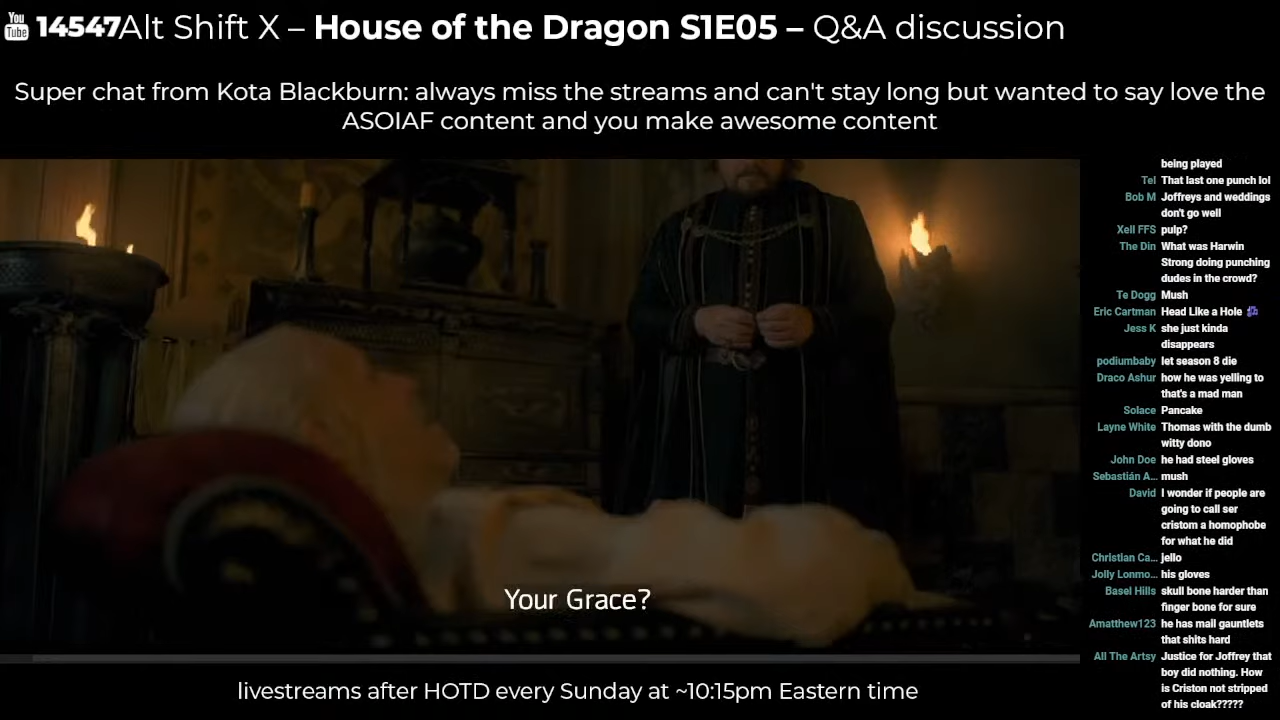 You Tube 14547 Alt Shift X – House of the Dragon S1E05 – Q&A discussion
Super chat from Kota Blackburn: always miss the streams and can't stay long but wanted to say love the
ASOIAF content and you make awesome content
being played
Tel That last one punch lol
Bob M Joffreys and weddings
don't go well
Xell FFS pulp?
The Din What was Harwin
Strong doing punching
dudes in the crowd?
Te Dogg Mush
Eric Cartman Head Like a Hole
Jess K she just kinda
disappears
podiumbaby let season 8 die
Draco Ashur how he was yelling to
that's a mad man
Solace Pancake
Layne White Thomas with the dumb
witty dono
John Doe he had steel gloves
Sebastián A... mush
David I wonder if people are
going to call ser
cristom a homophobe
for what he did
Christian Ca... jello
Jolly Lonmo... his gloves
Basel Hills skull bone harder than
finger bone for sure
Amatthew123 he has mail gauntlets
that shits hard
All The Artsy Justice for Joffrey that
boy did nothing. How
is Criston not stripped
of his cloak?????
Your Grace?
livestreams after HOTD every Sunday at ~10:15pm Eastern time